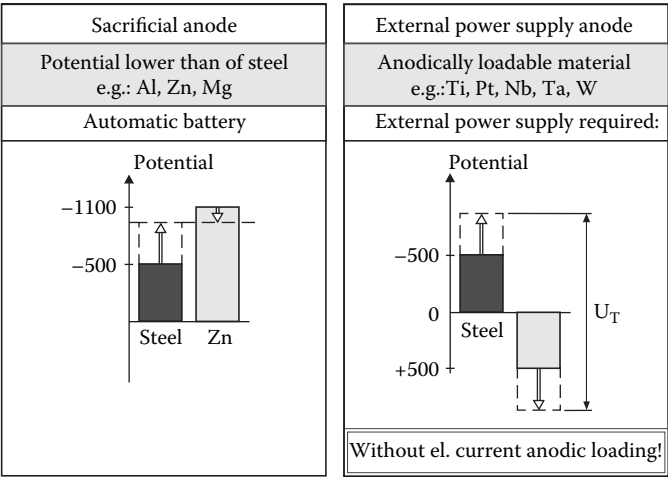 Sacrificial anode
Potential lower than of steel
e.g.: Al, Zn, Mg
Automatic battery
Potential
−1100
−500
Steel Zn
External power supply anode
Anodically loadable material
e.g.:Ti, Pt, Nb, Ta, W
External power supply required:
Potential
−500
0
Steel
UT
+500
Without el. current anodic loading!